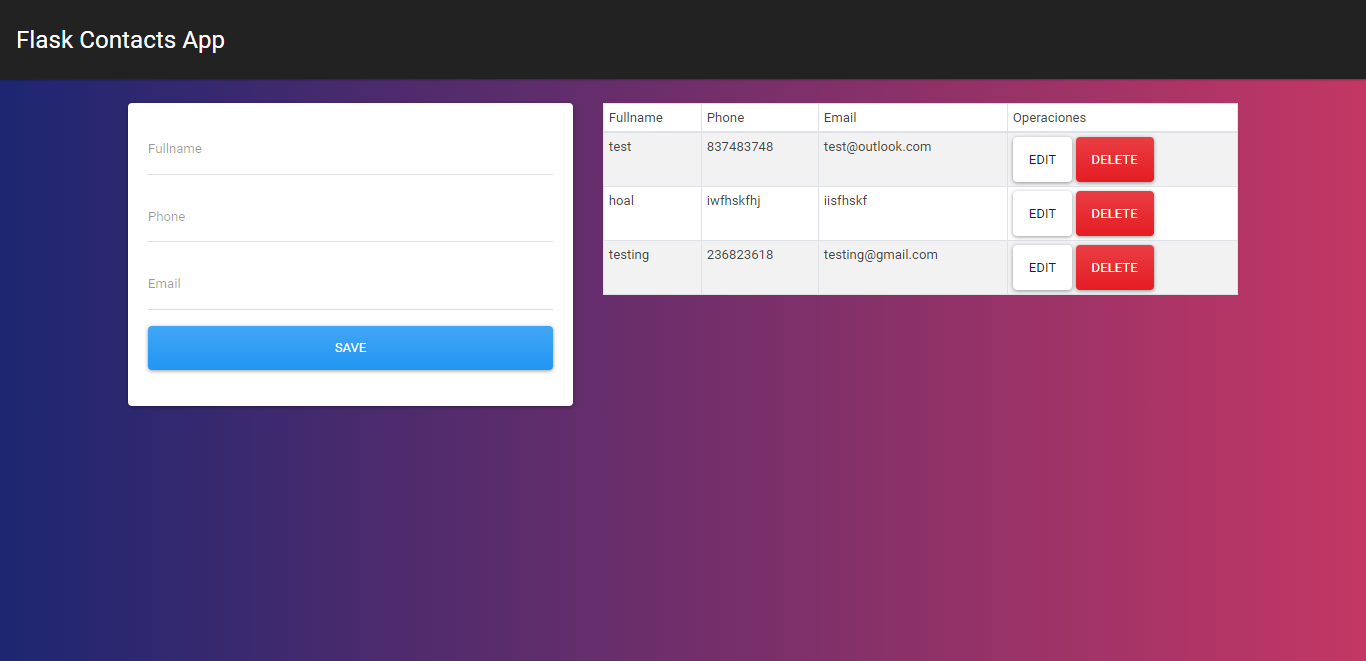 Flask Contacts App
Fullname
Phone
Email
SAVE
Fullname Phone Email Operaciones
test 837483748 test@outlook.com EDIT DELETE
hoal iwfhskfhj iisfhskf EDIT DELETE
testing 236823618 testing@gmail.com EDIT DELETE